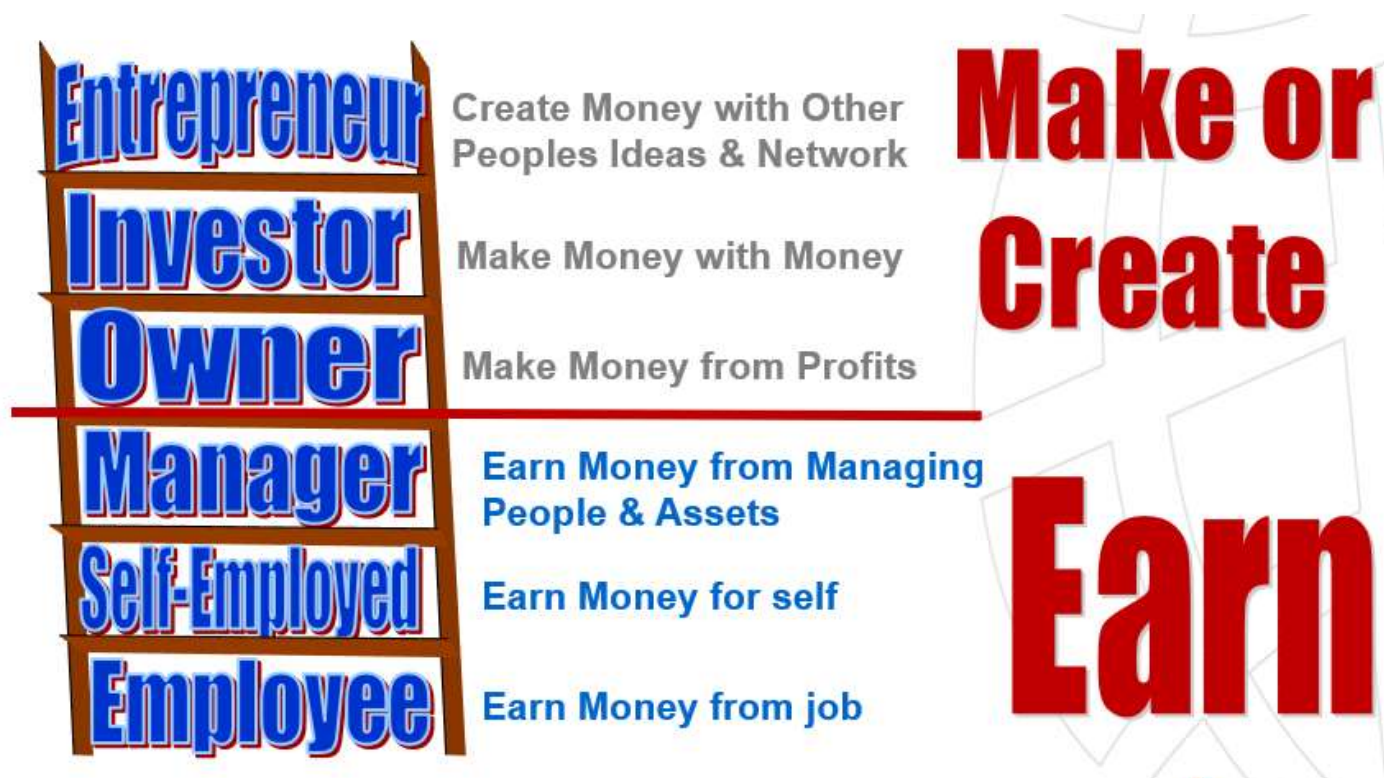 Entrepreneur
Create Money with Other
Peoples Ideas & Network
Make or
Create
Investor
Make Money with Money
Owner
Make Money from Profits
Manager
Earn Money from Managing
People & Assets
Earn
Self-Employed
Earn Money for self
Employee
Earn Money from job